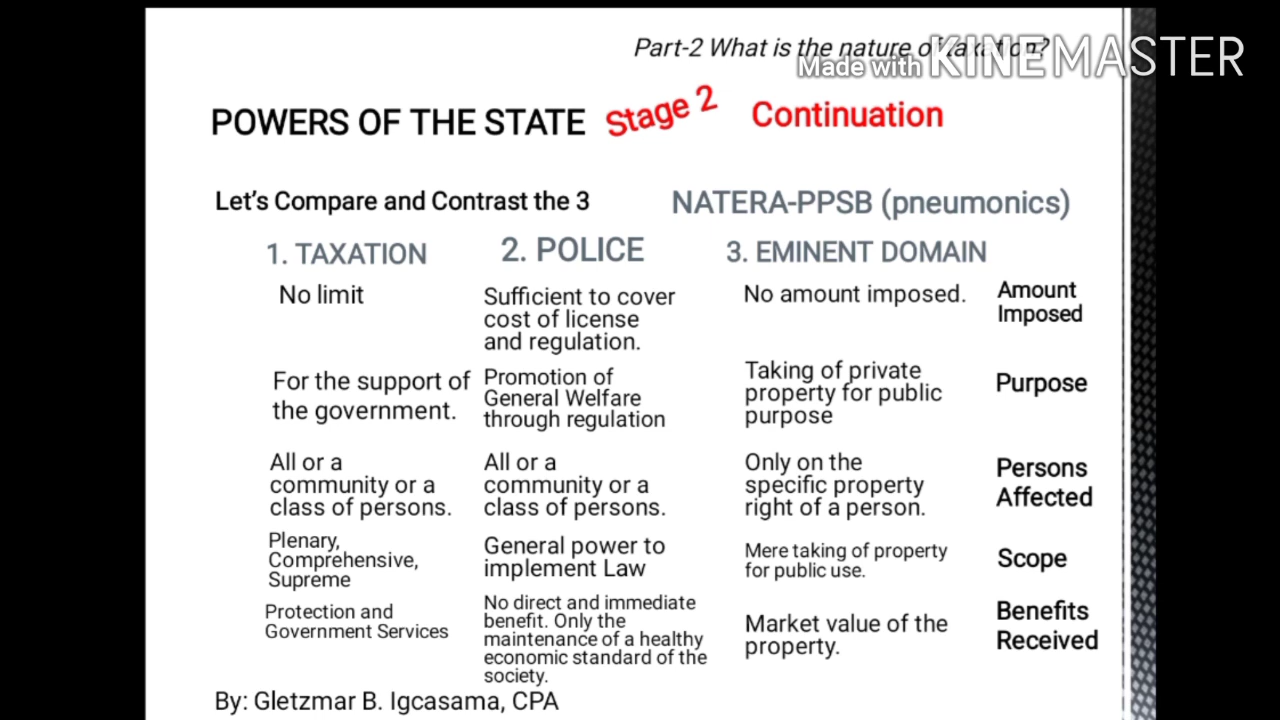 Part-2 What is the nature of taxation?
Made with KINEMASTER
POWERS OF THE STATE Stage 2 Continuation
Let's Compare and Contrast the 3 NATERA-PPSB (pneumonics)
1. TAXATION
No limit
For the support of
the government.
All or a
community or a
class of persons.
Plenary,
Comprehensive,
Supreme
Protection and
Government Services
2. POLICE
Sufficient to cover
cost of license
and regulation.
Promotion of
General Welfare
through regulation
All or a
community or a
class of persons.
General power to
implement Law
No direct and immediate
benefit. Only the
maintenance of a healthy
economic standard of the
society.
3. EMINENT DOMAIN
No amount imposed.
Taking of private
property for public
purpose
Only on the
specific property
right of a person.
Mere taking of property
for public use.
Market value of the
property.
Amount
Imposed
Purpose
Persons
Affected
Scope
Benefits
Received
By: Gletzmar B. Igcasama, CPA